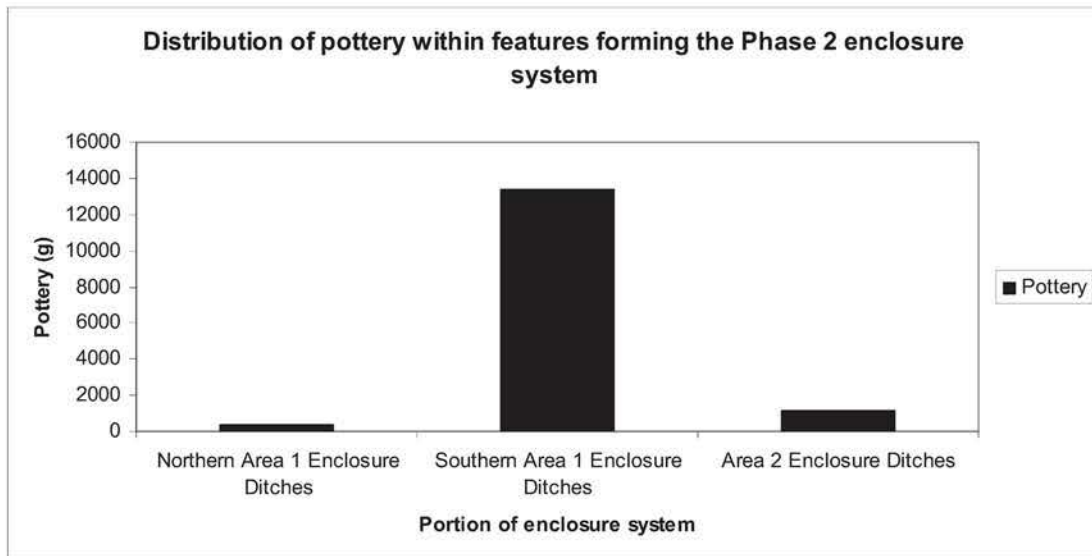 Distribution of pottery within features forming the Phase 2 enclosure
system
16000
14000
12000
10000
8000
6000
4000
2000
0
Pottery (g)
Northern Area 1 Enclosure
Ditches
Southern Area 1 Enclosure
Ditches
Area 2 Enclosure Ditches
Portion of enclosure system
Pottery